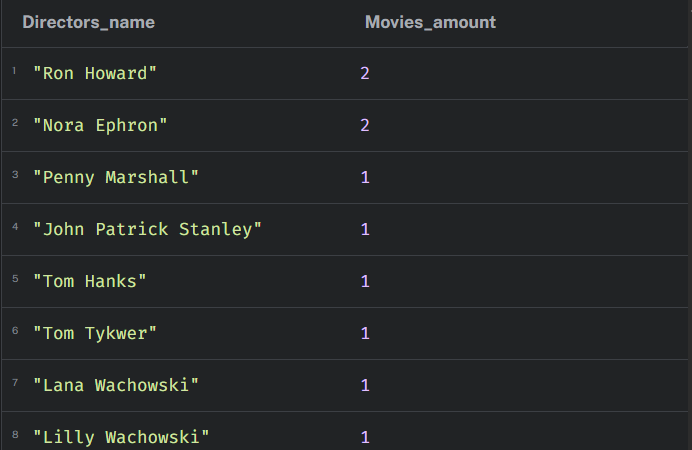 Directors_name Movies_amount
1 "Ron Howard" 2
2 "Nora Ephron" 2
3 "Penny Marshall" 1
4 "John Patrick Stanley" 1
5 "Tom Hanks" 1
6 "Tom Tykwer" 1
7 "Lana Wachowski" 1
8 "Lilly Wachowski" 1